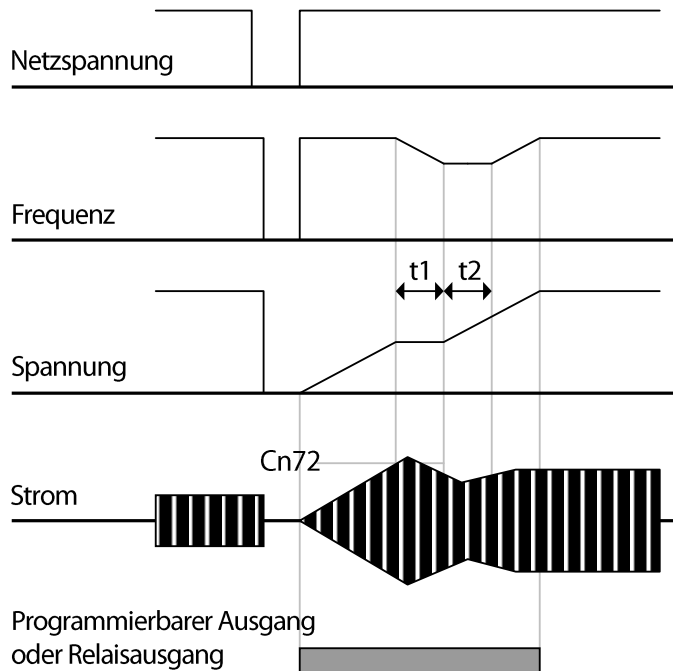 Netzspannung
Frequenz
t1 t2
Spannung
Cn72
Strom
Programmierbarer Ausgang
oder Relaisausgang